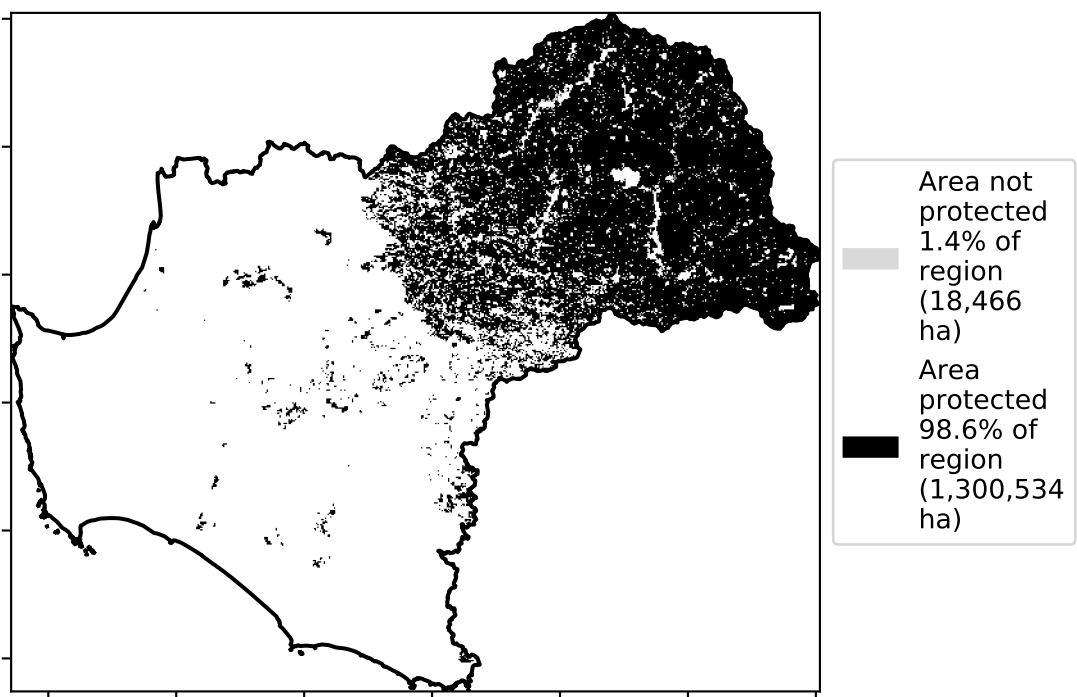 Area not
protected
1.4% of
region
(18,466
ha)
Area
protected
98.6% of
region
(1,300,534
ha)